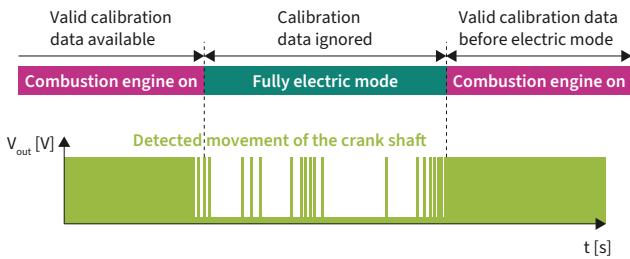 Valid calibration
data available
Calibration
data ignored
Valid calibration data
before electric mode
Combustion engine on
Fully electric mode
Combustion engine on
Detected movement of the crank shaft
Vout [V]
t [s]